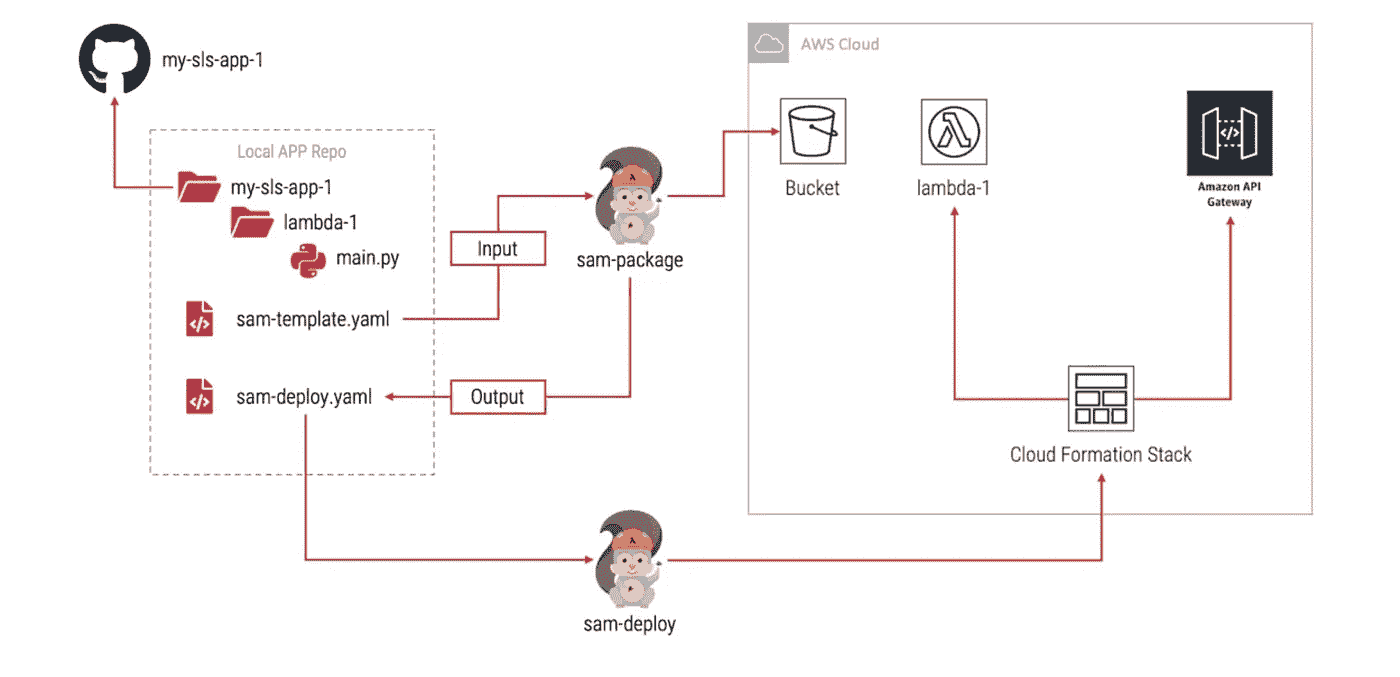 my-sls-app-1
AWS Cloud
Local APP Repo
my-sls-app-1
lambda-1
main.py
Input
sam-package
sam-template.yaml
Output
sam-deploy.yaml
Bucket
lambda-1
Amazon API
Gateway
Cloud Formation Stack
sam-deploy